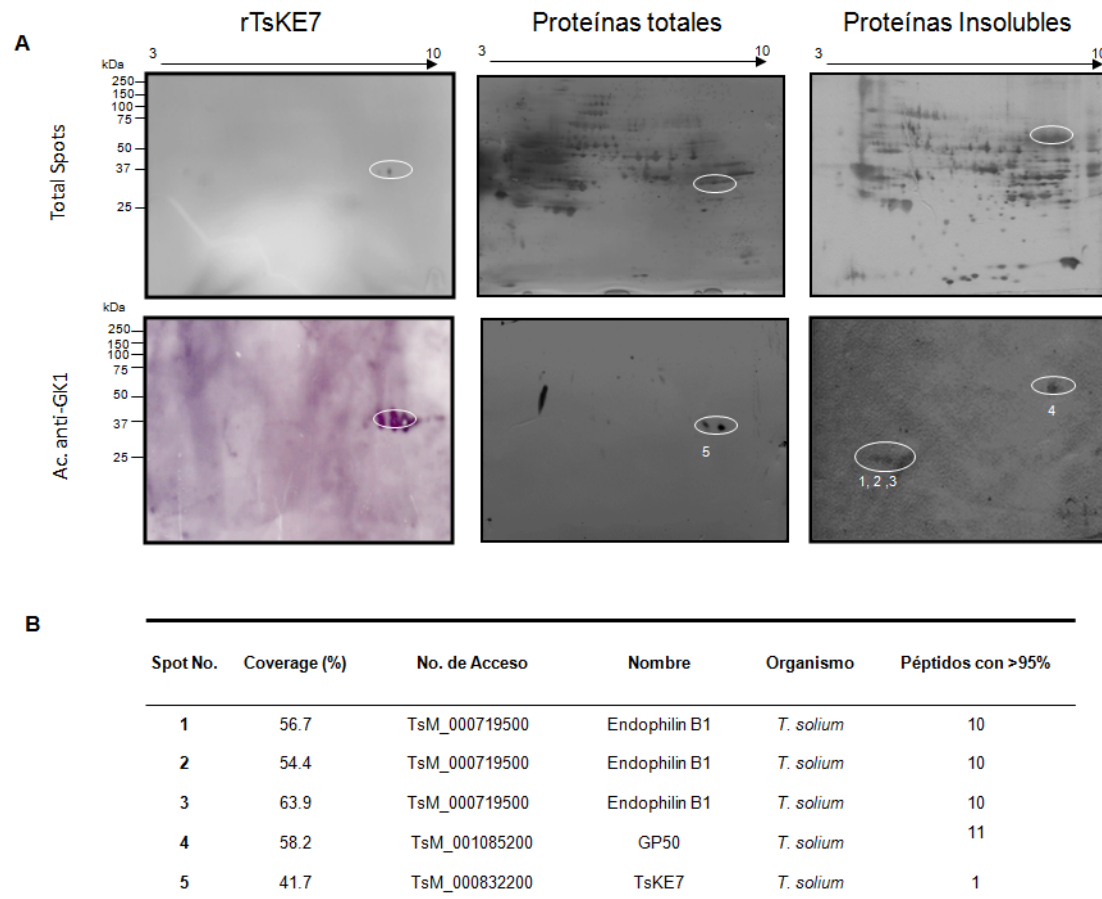 A
rTsKE7
Proteínas totales
Proteínas Insolubles
3 10
3 10
3 10
kDa
250
150
100
75
50
37
25
Total Spots
kDa
250
150
100
75
50
37
25
Ac. anti-GK1
5
4
1, 2 ,3
B
Spot No. Coverage (%) No. de Acceso Nombre Organismo Péptidos con >95%
1 56.7 TsM_000719500 Endophilin B1 T. solium 10
2 54.4 TsM_000719500 Endophilin B1 T. solium 10
3 63.9 TsM_000719500 Endophilin B1 T. solium 10
4 58.2 TsM_001085200 GP50 T. solium 11
5 41.7 TsM_000832200 TsKE7 T. solium 1